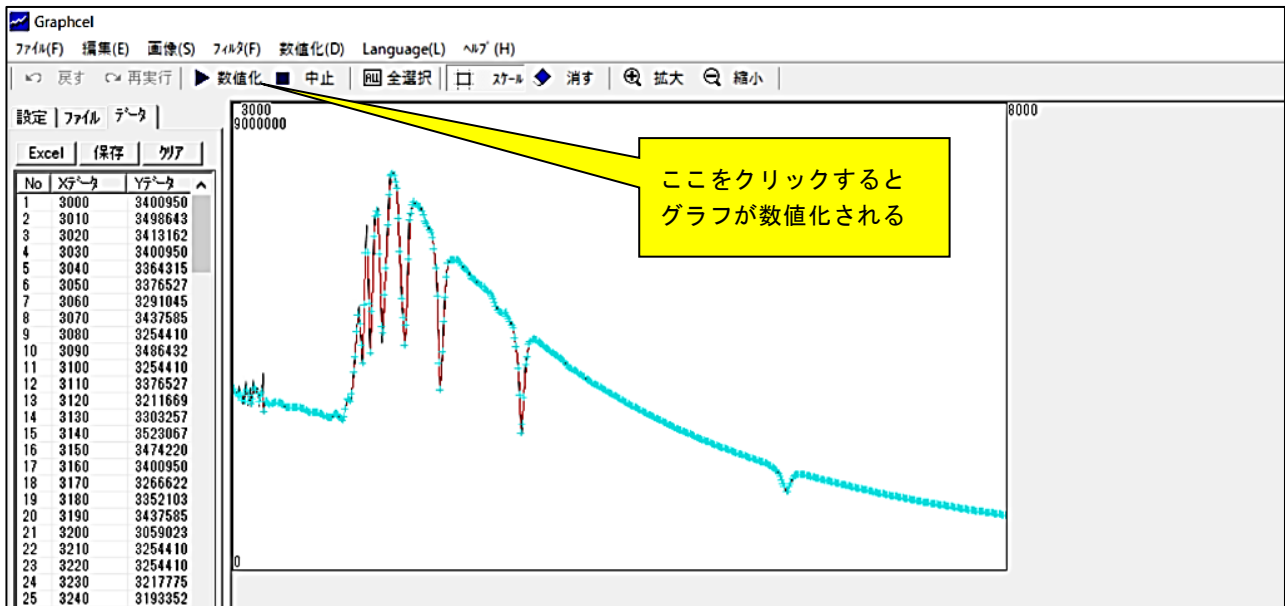 Graphcel
ファイル(F) 編集(E) 画像(S) フィルタ(F) 数値化(D) Language(L) ヘルプ(H)
戻す 再実行 数値化 中止 ALL 全選択 スケール 消す 拡大 縮小
設定 ファイル データ
Excel 保存 クリア
No Xデータ Yデータ
1 3000 3400950
2 3010 3498643
3 3020 3413162
4 3030 3400950
5 3040 3364315
6 3050 3376527
7 3060 3291045
8 3070 3437585
9 3080 3254410
10 3090 3486432
11 3100 3254410
12 3110 3376527
13 3120 3211669
14 3130 3303257
15 3140 3523067
16 3150 3474220
17 3160 3400950
18 3170 3266622
19 3180 3352103
20 3190 3437585
21 3200 3059023
22 3210 3254410
23 3220 3254410
24 3230 3217775
25 3240 3193352
3000
9000000
8000
0
ここをクリックすると
グラフが数値化される